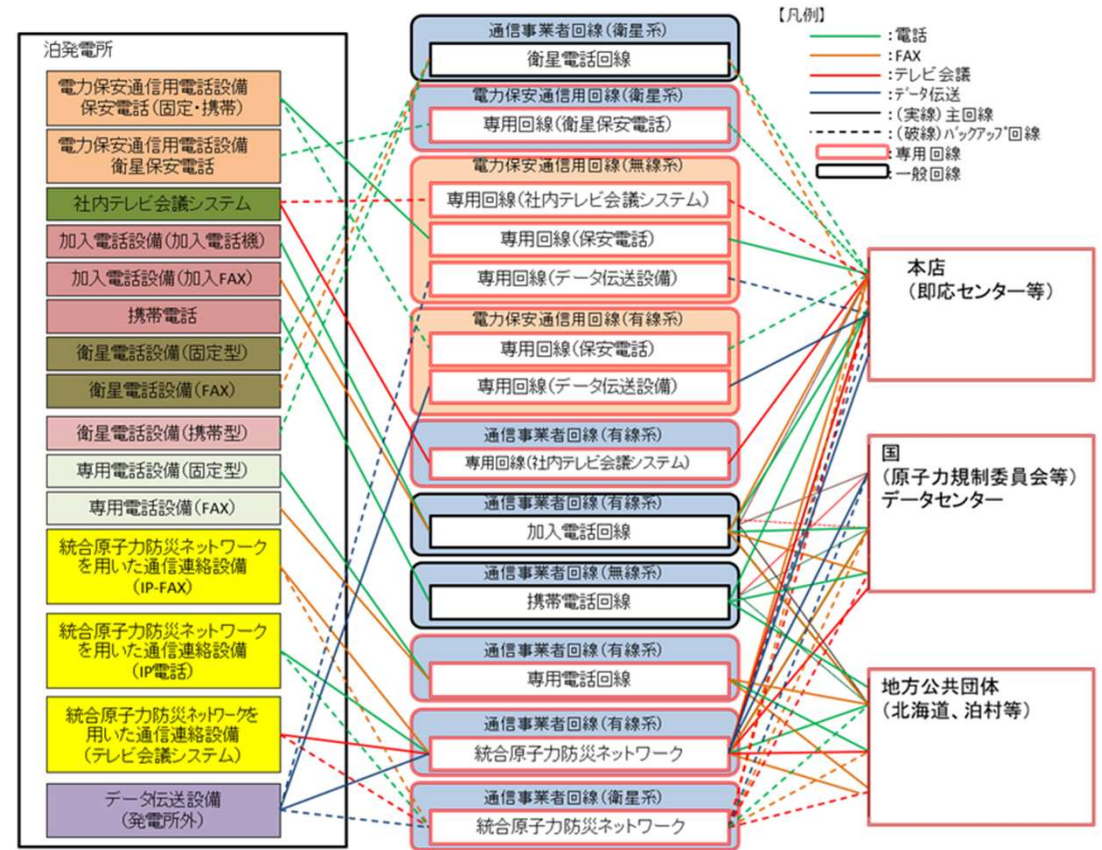 泊発電所
電力保安通信用電話設備
保安電話(固定・携帯)
電力保安通信用電話設備
衛星保安電話
社内テレビ会議システム
加入電話設備(加入電話機)
加入電話設備(加入FAX)
携帯電話
衛星電話設備(固定型)
衛星電話設備(FAX)
衛星電話設備(携帯型)
専用電話設備(固定型)
専用電話設備(FAX)
統合原子力防災ネットワーク
を用いた通信連絡設備
(IP-FAX)
統合原子力防災ネットワーク
を用いた通信連絡設備
(IP電話)
統合原子力防災ネットワークを
用いた通信連絡設備
(テレビ会議システム)
データ伝送設備
(発電所外)
通信事業者回線(衛星系)
衛星電話回線
電力保安通信用回線(衛星系)
専用回線(衛星保安電話)
電力保安通信用回線(無線系)
専用回線(社内テレビ会議システム)
専用回線(保安電話)
専用回線(データ伝送設備)
電力保安通信用回線(有線系)
専用回線(保安電話)
専用回線(データ伝送設備)
通信事業者回線(有線系)
専用回線(社内テレビ会議システム)
通信事業者回線(有線系)
加入電話回線
通信事業者回線(無線系)
携帯電話回線
通信事業者回線(有線系)
専用電話回線
通信事業者回線(有線系)
統合原子力防災ネットワーク
通信事業者回線(衛星系)
統合原子力防災ネットワーク
【凡例】
:電話
:FAX
:テレビ会議
:データ伝送
:(実線)主回線
:(破線)バックアップ回線
:専用回線
:一般回線
本店
(即応センター等)
国
(原子力規制委員会等)
データセンター
地方公共団体
(北海道、泊村等)